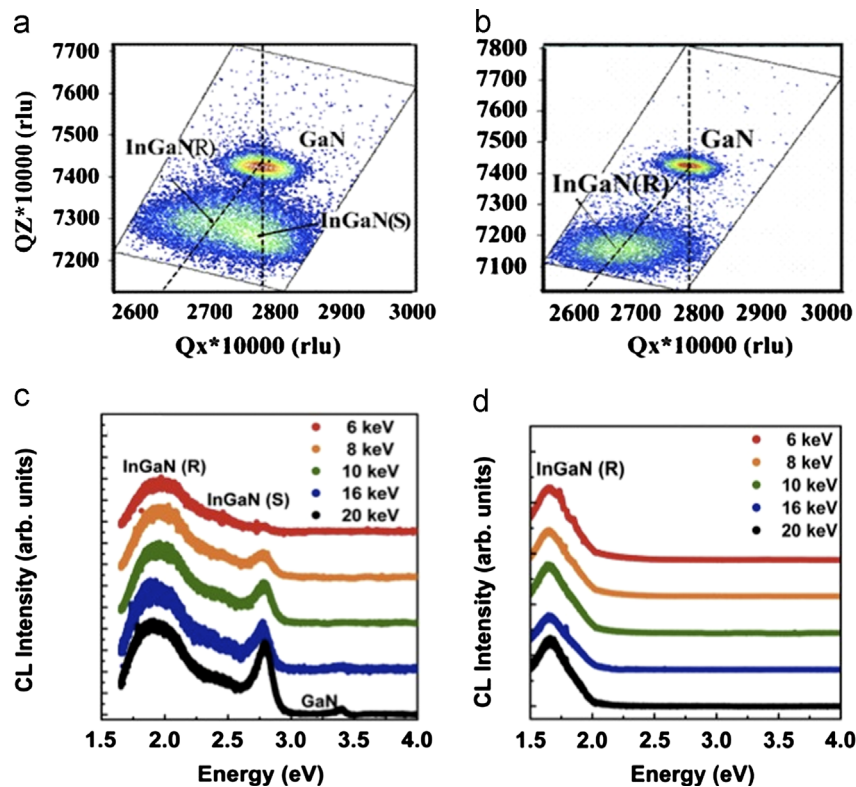 a
7700
7600
7500
7400
7300
7200
QZ*10000 (rlu)
InGaN(R)
GaN
InGaN(S)
2600 2700 2800 2900 3000
Qx*10000 (rlu)
b
7800
7700
7600
7500
7400
7300
7200
7100
GaN
InGaN(R)
2600 2700 2800 2900 3000
Qx*10000 (rlu)
c
CL Intensity (arb. units)
6 keV
8 keV
10 keV
16 keV
20 keV
InGaN (R)
InGaN (S)
GaN
1.5 2.0 2.5 3.0 3.5 4.0
Energy (eV)
d
CL Intensity (arb. units)
6 keV
8 keV
10 keV
16 keV
20 keV
InGaN (R)
1.5 2.0 2.5 3.0 3.5 4.0
Energy (eV)